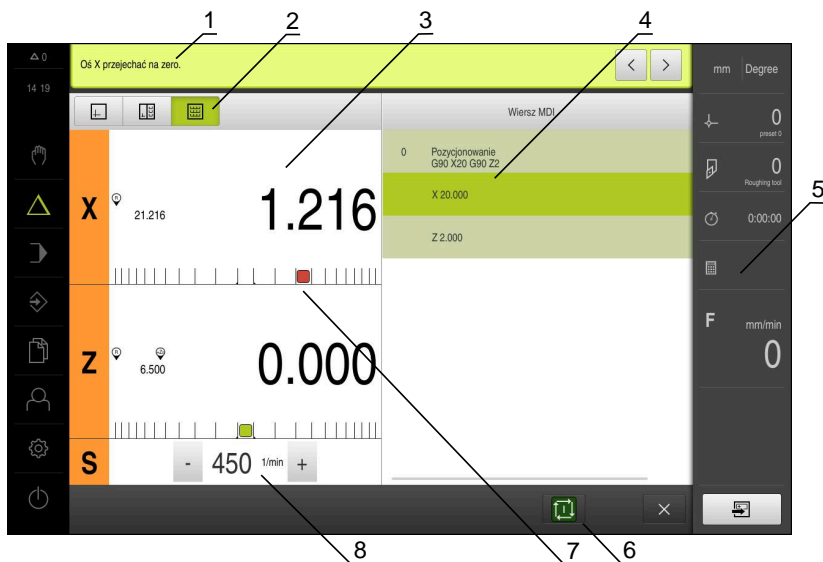 1
2
3
4
0
14 19
Oś X przejechać na zero.
< >
mm Degree
Wiersz MDI
0
preset 0
0 Pozycjonowanie
G90 X20 G90 Z2
X 20.000
Z 2.000
0
Roughing tool
5
0:00:00
X
R
21.216
1.216
F mm/min
0
Z
R
6.500
0.000
S
- 450 1/min +
8
7
6